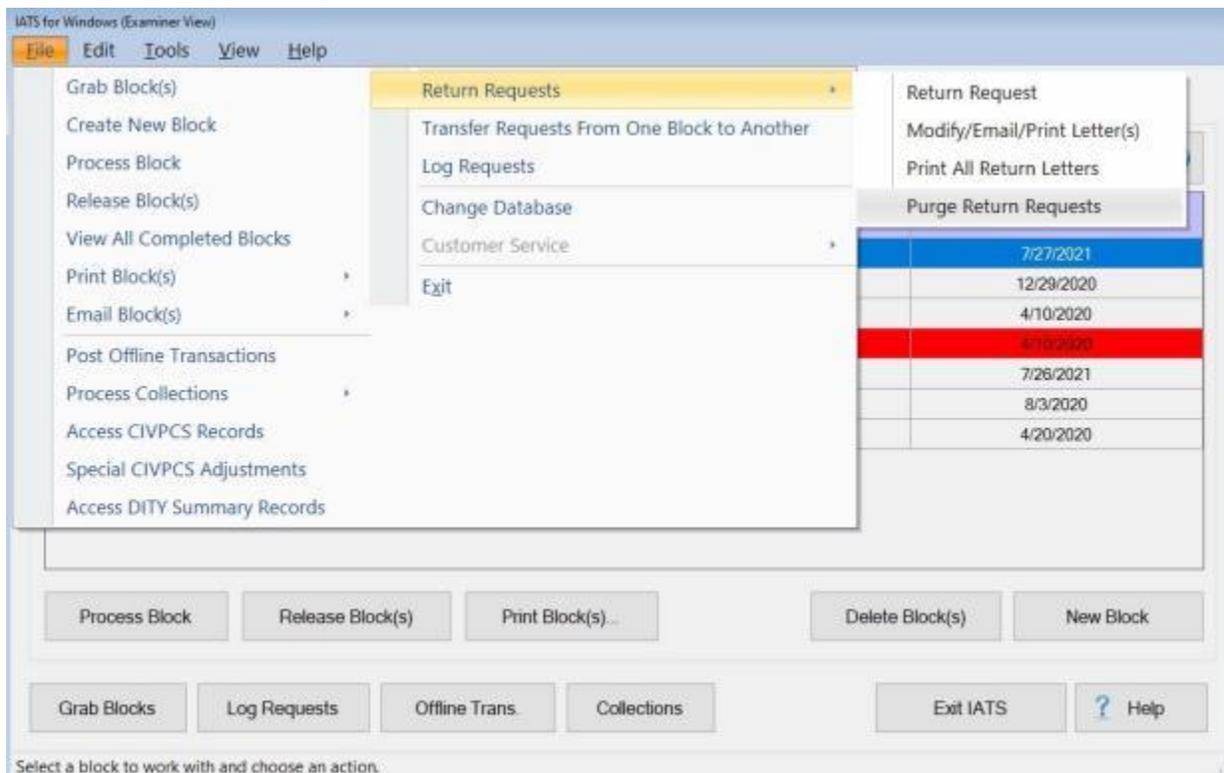 IATS for Windows (Examiner View)
File Edit Tools View Help
Grab Block(s)
Create New Block
Process Block
Release Block(s)
View All Completed Blocks
Print Block(s)
Email Block(s)
Post Offline Transactions
Process Collections
Access CIVPCS Records
Special CIVPCS Adjustments
Access DITY Summary Records
Return Requests
Transfer Requests From One Block to Another
Log Requests
Change Database
Customer Service
Exit
Return Request
Modify/Email/Print Letter(s)
Print All Return Letters
Purge Return Requests
7/27/2021
12/29/2020
4/10/2020
4/10/2020
7/26/2021
8/3/2020
4/20/2020
Process Block Release Block(s) Print Block(s)... Delete Block(s) New Block
Grab Blocks Log Requests Offline Trans. Collections Exit IATS ? Help
Select a block to work with and choose an action.